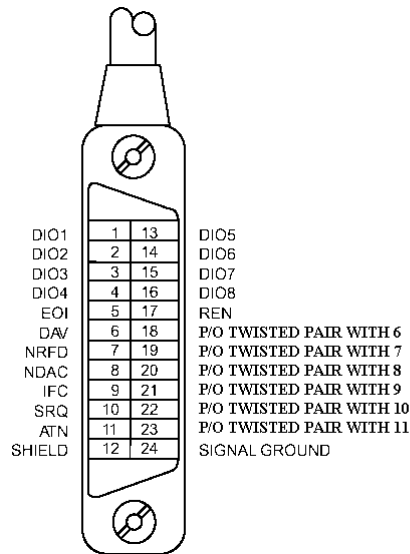 DIO1 1 13 DIO5
DIO2 2 14 DIO6
DIO3 3 15 DIO7
DIO4 4 16 DIO8
EOI 5 17 REN
DAV 6 18 P/O TWISTED PAIR WITH 6
NRFD 7 19 P/O TWISTED PAIR WITH 7
NDAC 8 20 P/O TWISTED PAIR WITH 8
IFC 9 21 P/O TWISTED PAIR WITH 9
SRQ 10 22 P/O TWISTED PAIR WITH 10
ATN 11 23 P/O TWISTED PAIR WITH 11
SHIELD 12 24 SIGNAL GROUND